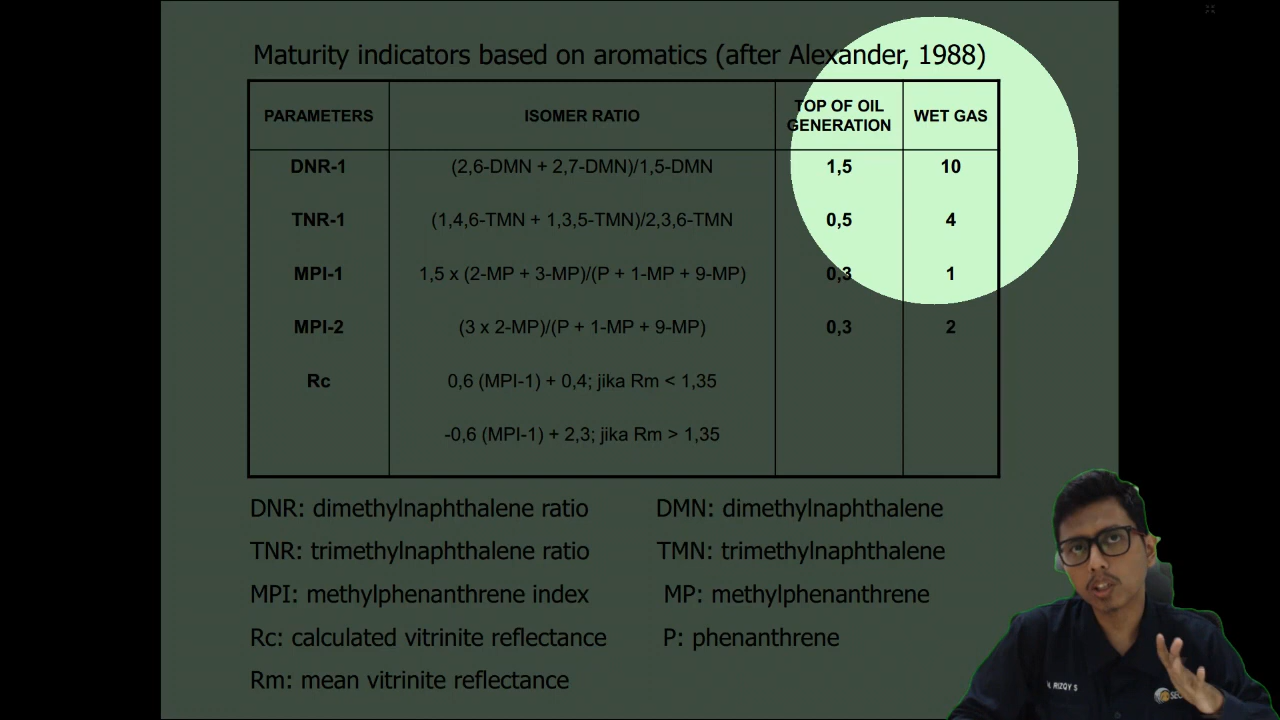 Maturity indicators based on aromatics (after Alexander, 1988)
PARAMETERS ISOMER RATIO TOP OF OIL GENERATION WET GAS
DNR-1 (2,6-DMN + 2,7-DMN)/1,5-DMN 1,5 10
TNR-1 (1,4,6-TMN + 1,3,5-TMN)/2,3,6-TMN 0,5 4
MPI-1 1,5 x (2-MP + 3-MP)/(P + 1-MP + 9-MP) 0,3 1
MPI-2 (3 x 2-MP)/(P + 1-MP + 9-MP) 0,3 2
Rc 0,6 (MPI-1) + 0,4; jika Rm < 1,35
-0,6 (MPI-1) + 2,3; jika Rm > 1,35
DNR: dimethylnaphthalene ratio DMN: dimethylnaphthalene
TNR: trimethylnaphthalene ratio TMN: trimethylnaphthalene
MPI: methylphenanthrene index MP: methylphenanthrene
Rc: calculated vitrinite reflectance P: phenanthrene
Rm: mean vitrinite reflectance
RIZQY S